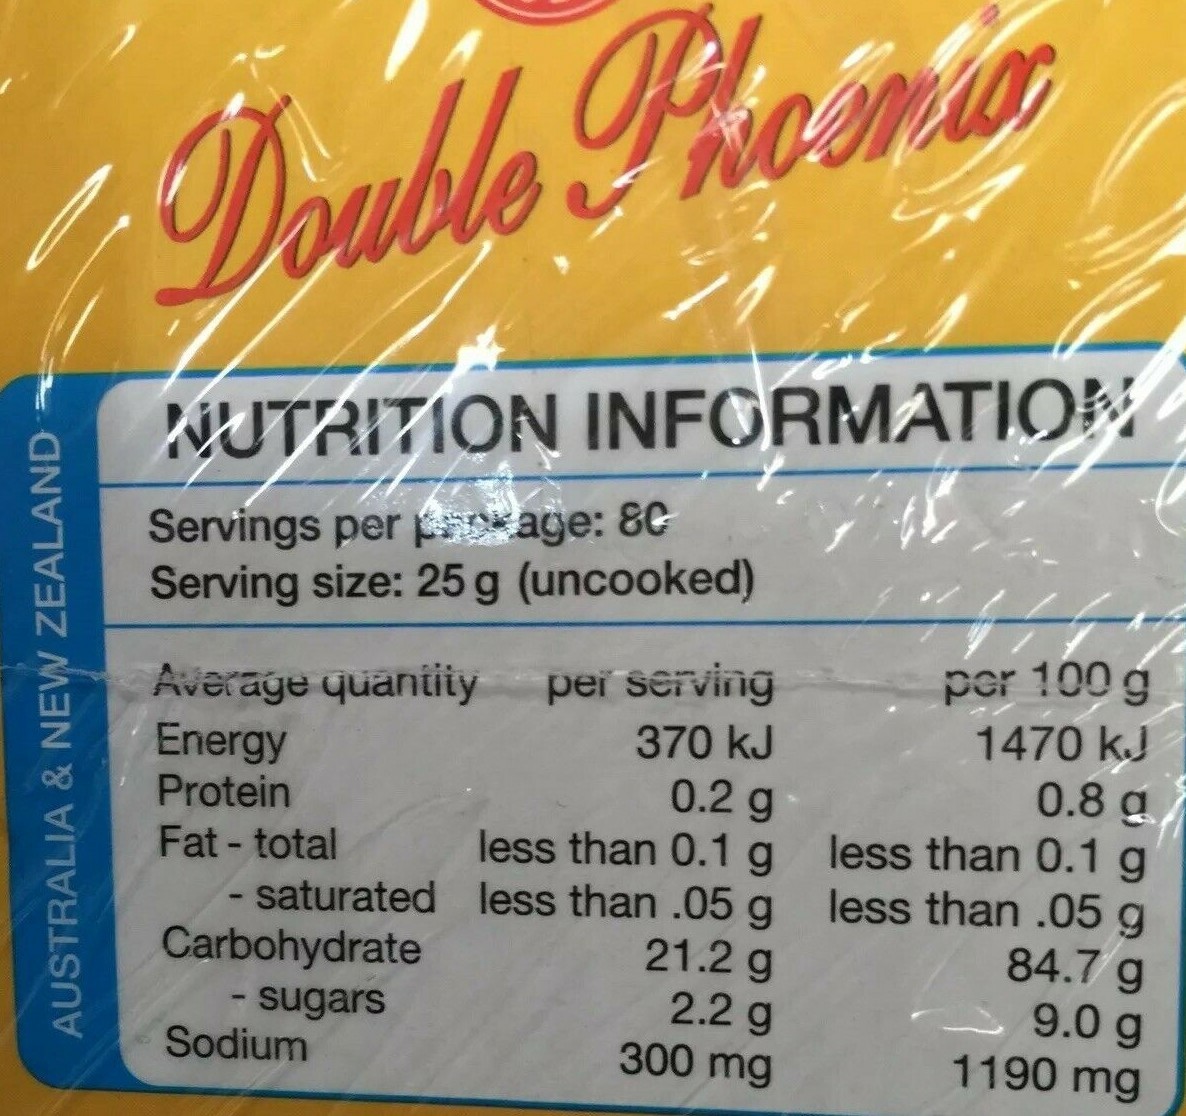 Double Phoenix
AUSTRALIA & NEW ZEALAND
NUTRITION INFORMATION
Servings per package: 80
Serving size: 25 g (uncooked)
Average quantity per serving per 100 g
Energy 370 kJ 1470 kJ
Protein 0.2 g 0.8 g
Fat - total less than 0.1 g less than 0.1 g
- saturated less than .05 g less than .05 g
Carbohydrate 21.2 g 84.7 g
- sugars 2.2 g 9.0 g
Sodium 300 mg 1190 mg